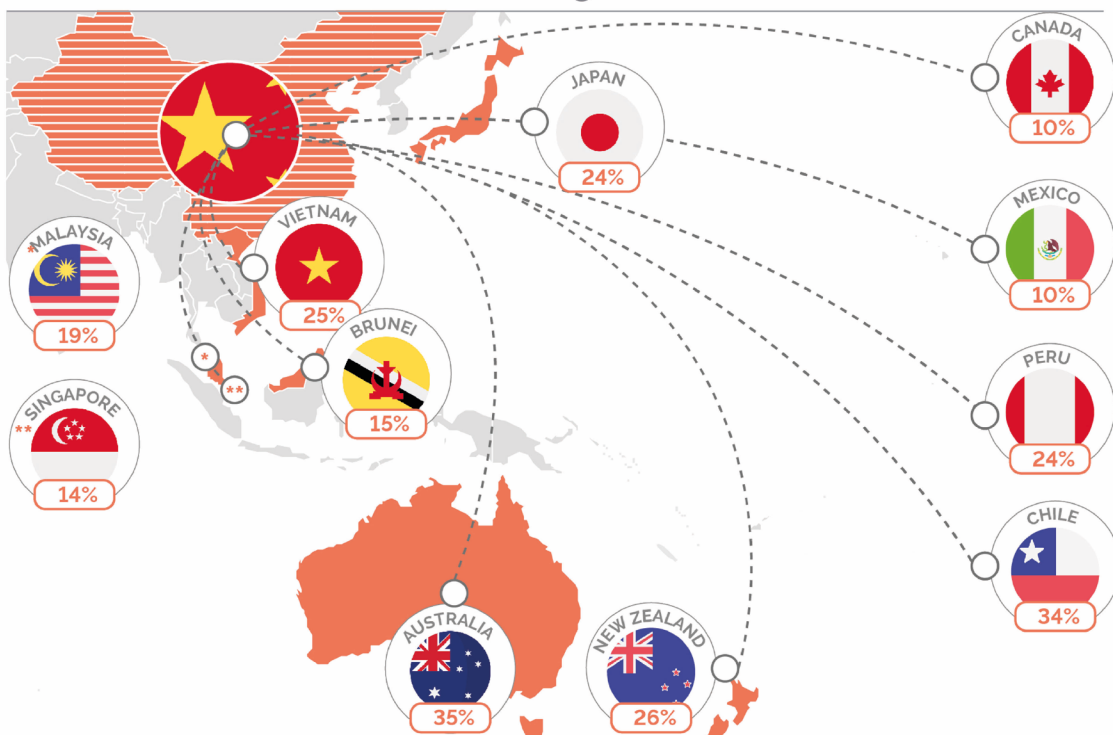 CANADA
10%
JAPAN
24%
MEXICO
10%
VIETNAM
25%
*MALAYSIA
19%
BRUNEI
15%
*
**
PERU
24%
**SINGAPORE
14%
CHILE
34%
AUSTRALIA
35%
NEW ZEALAND
26%